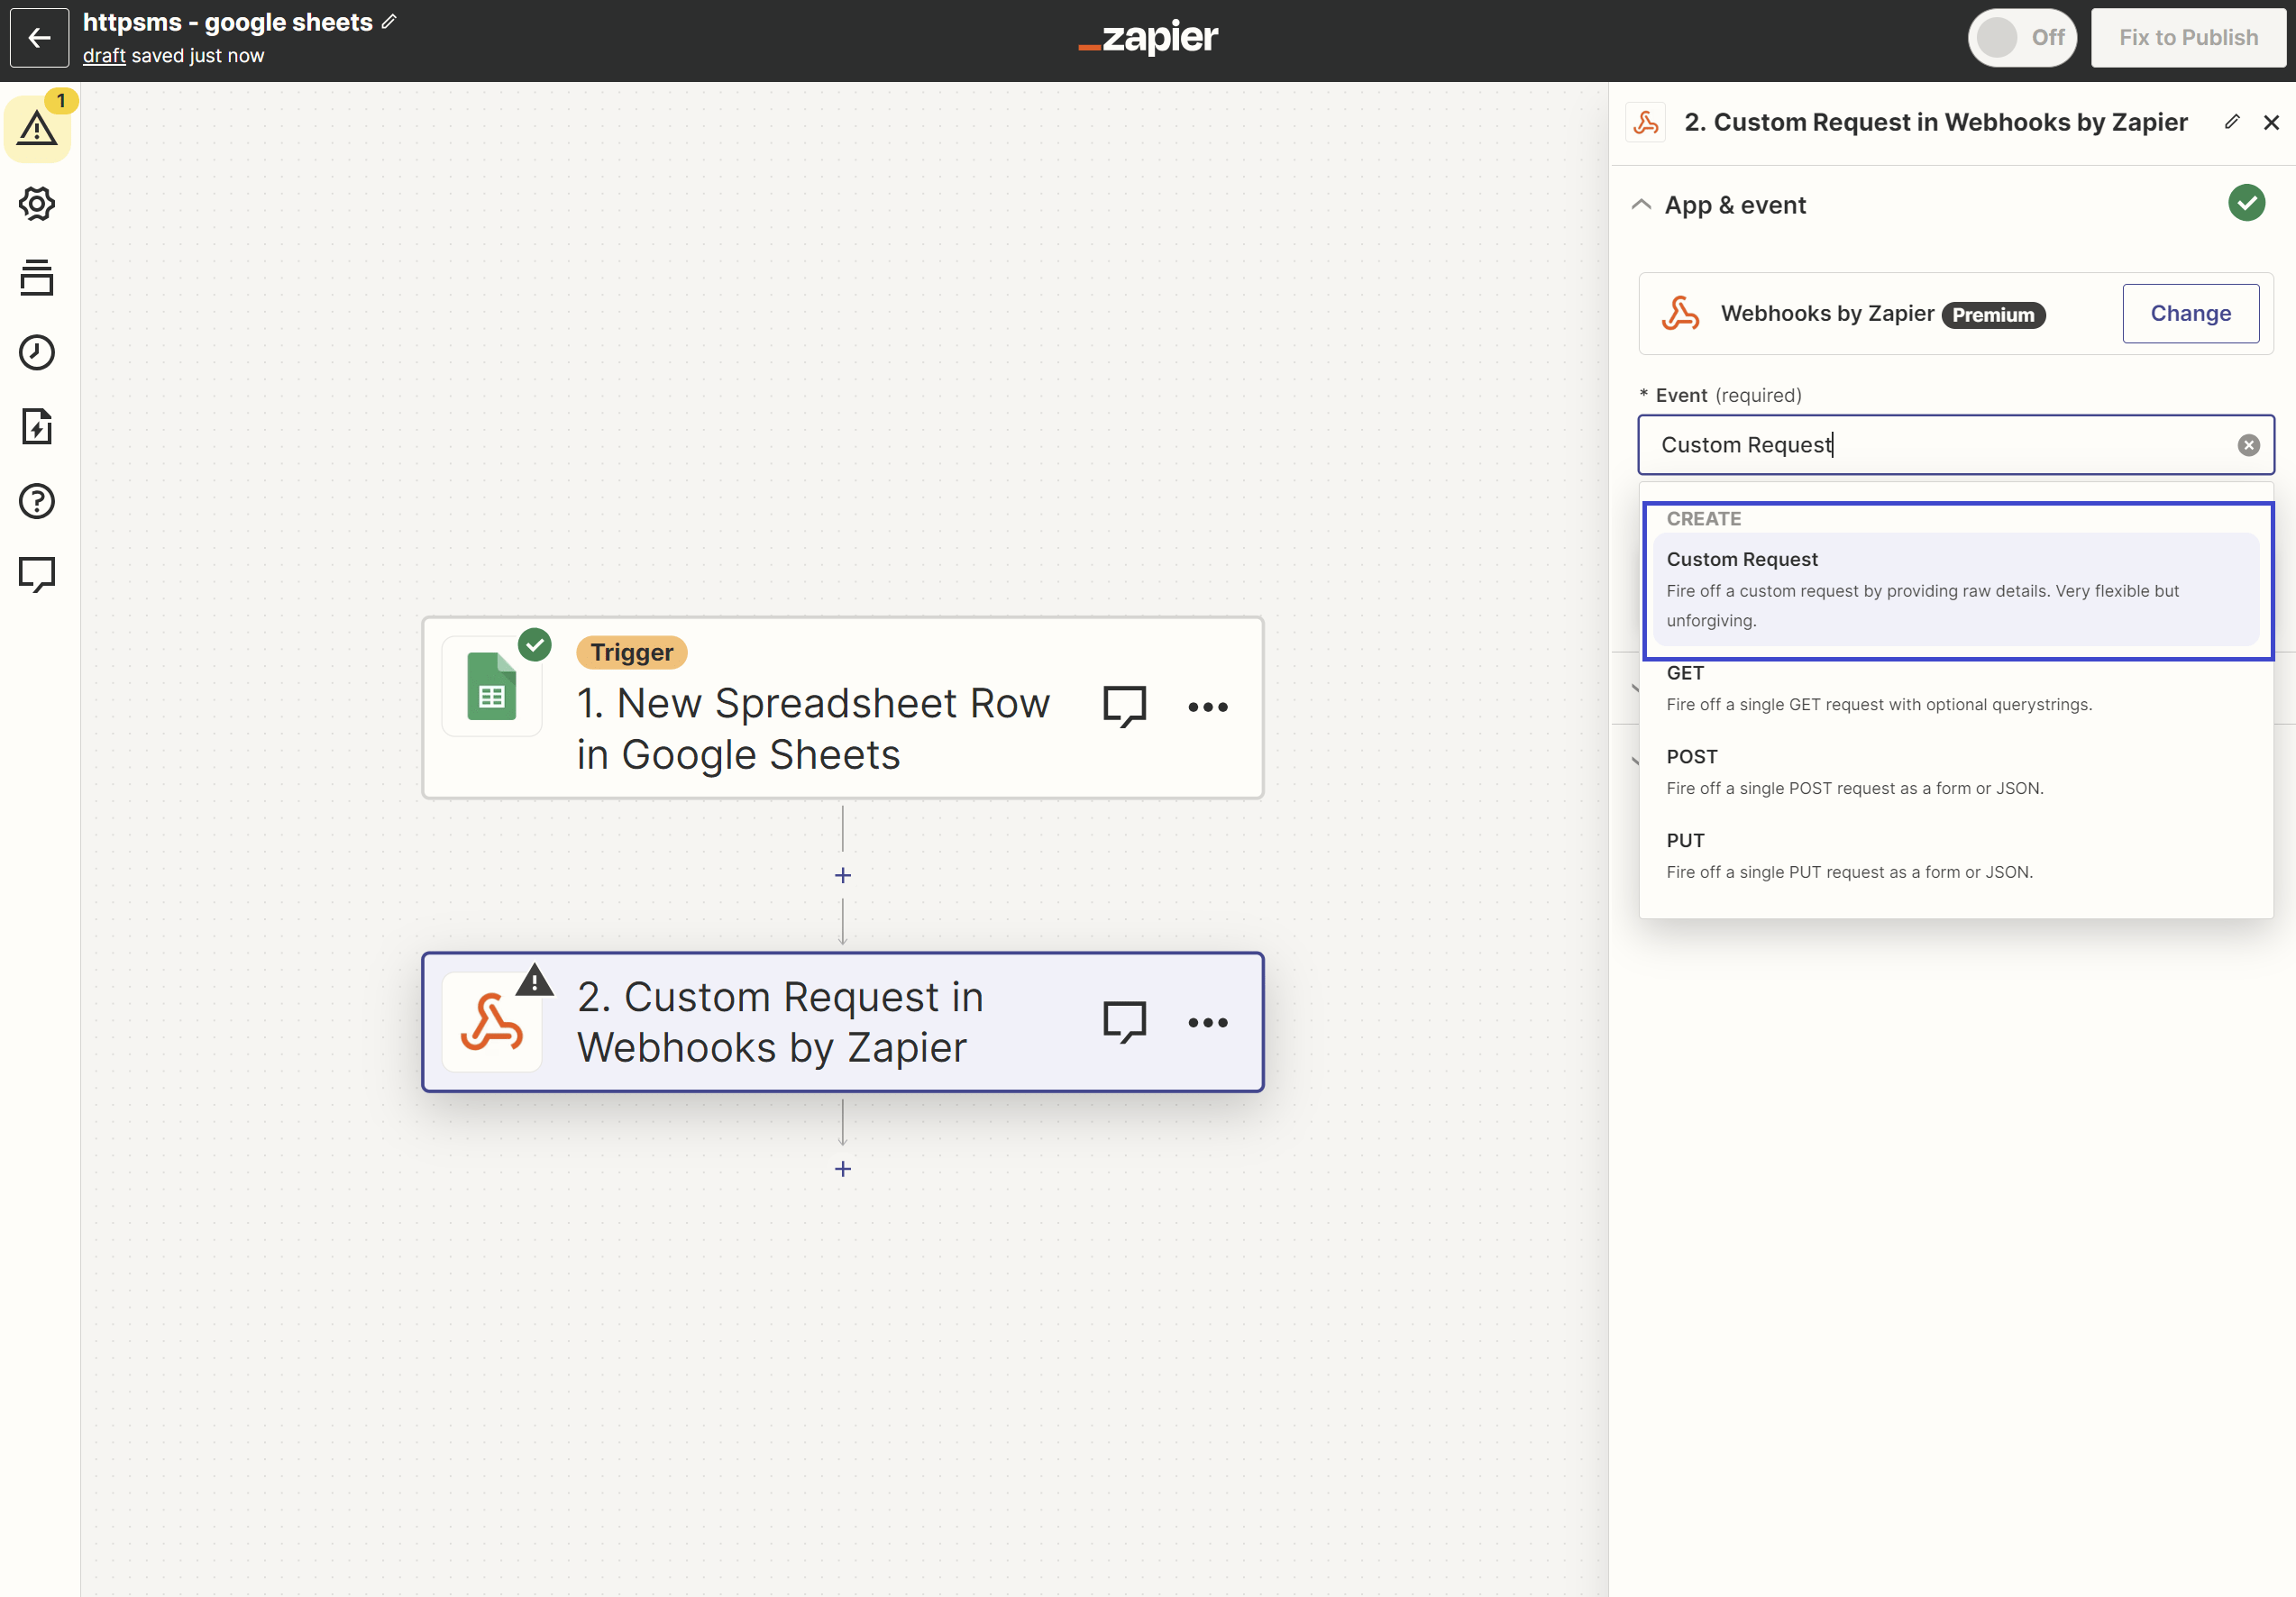 httpsms - google sheets
draft saved just now
zapier
Off
Fix to Publish
1
2. Custom Request in Webhooks by Zapier
App & event
Webhooks by Zapier Premium
Change
* Event (required)
Custom Request
CREATE
Custom Request
Fire off a custom request by providing raw details. Very flexible but
unforgiving.
GET
Fire off a single GET request with optional querystrings.
POST
Fire off a single POST request as a form or JSON.
PUT
Fire off a single PUT request as a form or JSON.
Trigger
1. New Spreadsheet Row
in Google Sheets
2. Custom Request in
Webhooks by Zapier